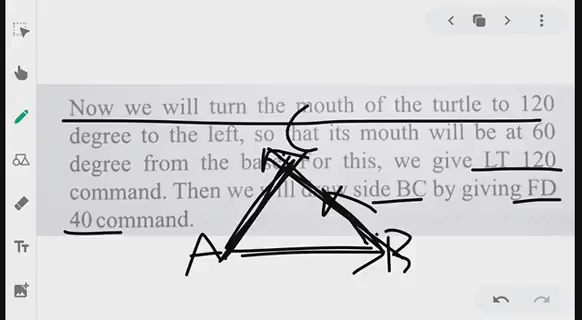 Now we will turn the mouth of the turtle to 120
degree to the left, so that its mouth will be at 60
degree from the base. For this, we give LT 120
command. Then we will draw side BC by giving FD
40 command.
C
A
B
Tт